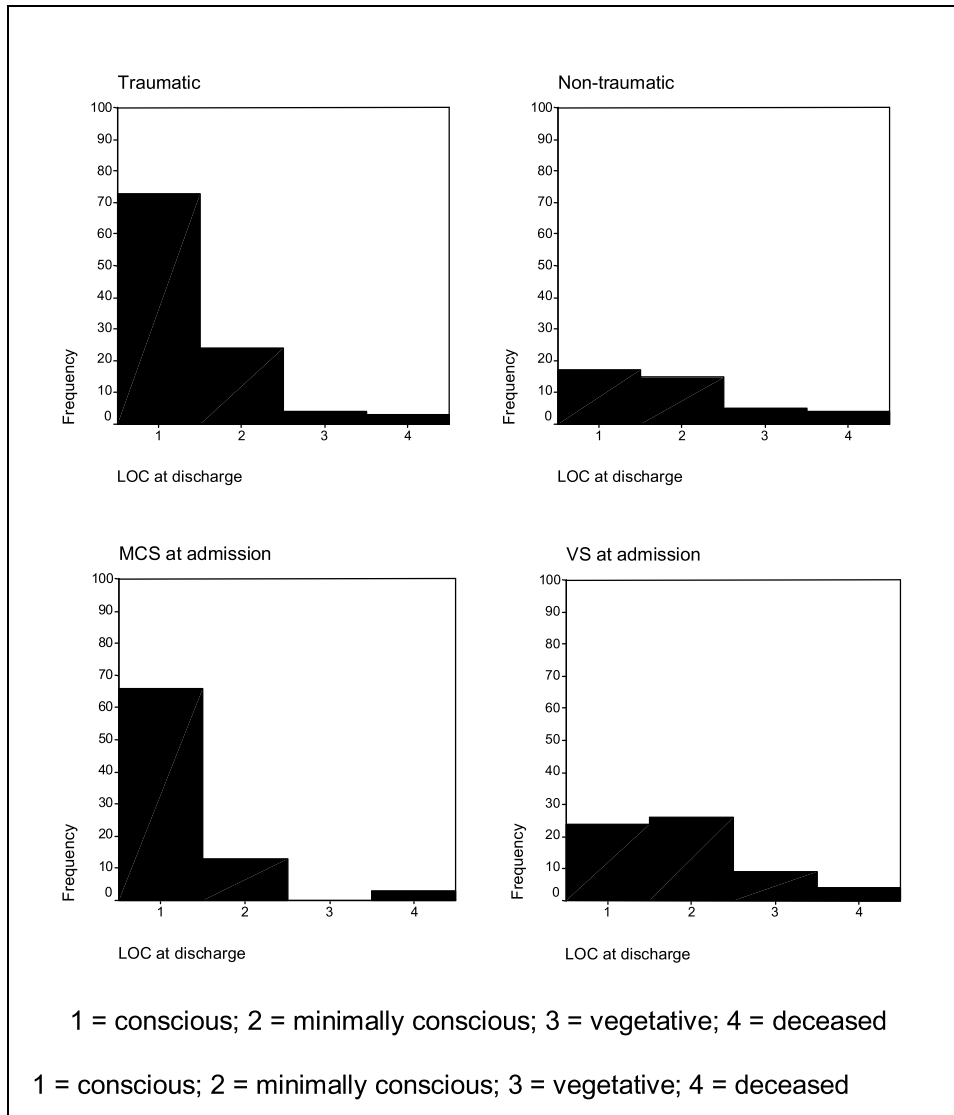 Traumatic
100
90
80
70
60
50
40
30
20
10
0
Frequency
1 2 3 4
LOC at discharge
Non-traumatic
100
90
80
70
60
50
40
30
20
10
0
Frequency
1 2 3 4
LOC at discharge
MCS at admission
100
90
80
70
60
50
40
30
20
10
0
Frequency
1 2 3 4
LOC at discharge
VS at admission
100
90
80
70
60
50
40
30
20
10
0
Frequency
1 2 3 4
LOC at discharge
1 = conscious; 2 = minimally conscious; 3 = vegetative; 4 = deceased
1 = conscious; 2 = minimally conscious; 3 = vegetative; 4 = deceased